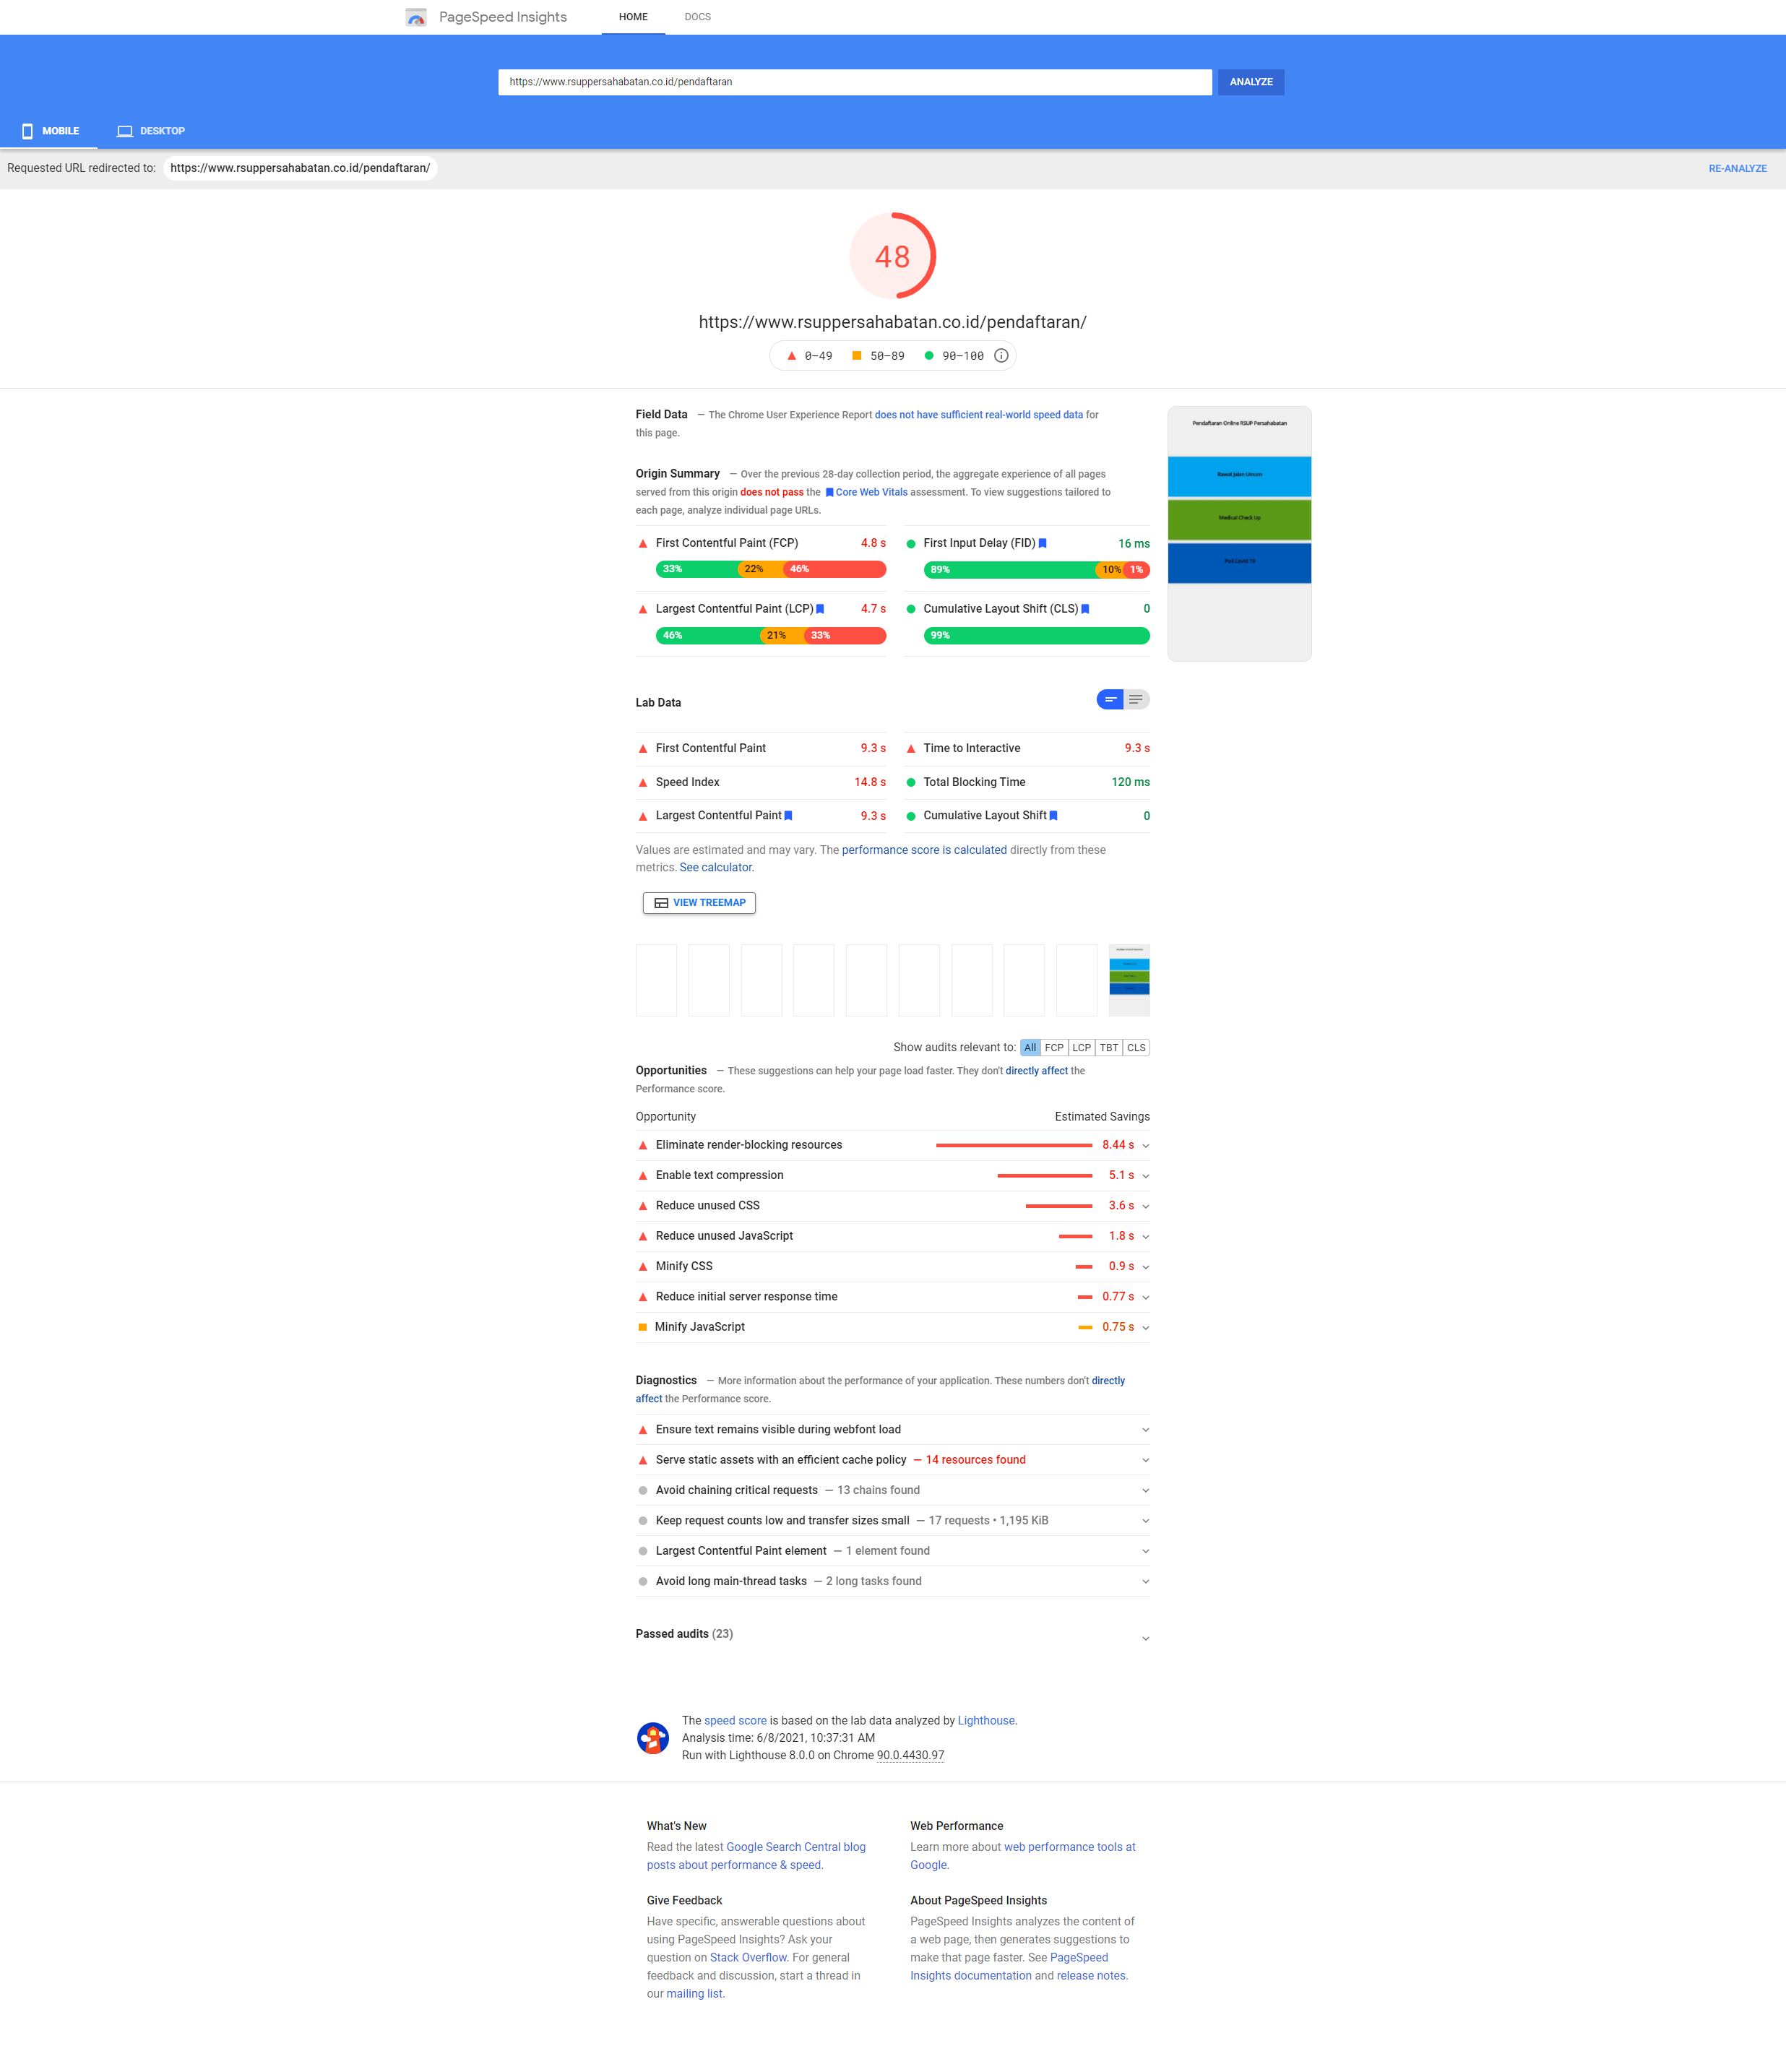 PageSpeed Insights
HOME
DOCS
https://www.rsuppersahabatan.co.id/pendaftaran
ANALYZE
MOBILE
DESKTOP
Requested URL redirected to: https://www.rsuppersahabatan.co.id/pendaftaran/
RE-ANALYZE
48
https://www.rsuppersahabatan.co.id/pendaftaran/
0–49 50–89 90–100
Field Data — The Chrome User Experience Report does not have sufficient real-world speed data for
this page.
Origin Summary — Over the previous 28-day collection period, the aggregate experience of all pages
served from this origin does not pass the Core Web Vitals assessment. To view suggestions tailored to
each page, analyze individual page URLs.
First Contentful Paint (FCP) 4.8 s
33% 22% 46%
First Input Delay (FID) 16 ms
89% 10% 1%
Largest Contentful Paint (LCP) 4.7 s
46% 21% 33%
Cumulative Layout Shift (CLS) 0
99%
Pendaftaran Online RSUP Persahabatan
Rawat Jalan Umum
Medical Check Up
Poli Covid 19
Lab Data
First Contentful Paint 9.3 s
Time to Interactive 9.3 s
Speed Index 14.8 s
Total Blocking Time 120 ms
Largest Contentful Paint 9.3 s
Cumulative Layout Shift 0
Values are estimated and may vary. The performance score is calculated directly from these
metrics. See calculator.
VIEW TREEMAP
Show audits relevant to: All FCP LCP TBT CLS
Opportunities — These suggestions can help your page load faster. They don't directly affect the
Performance score.
Opportunity Estimated Savings
Eliminate render-blocking resources 8.44 s
Enable text compression 5.1 s
Reduce unused CSS 3.6 s
Reduce unused JavaScript 1.8 s
Minify CSS 0.9 s
Reduce initial server response time 0.77 s
Minify JavaScript 0.75 s
Diagnostics — More information about the performance of your application. These numbers don't directly
affect the Performance score.
Ensure text remains visible during webfont load
Serve static assets with an efficient cache policy — 14 resources found
Avoid chaining critical requests — 13 chains found
Keep request counts low and transfer sizes small — 17 requests • 1,195 KiB
Largest Contentful Paint element — 1 element found
Avoid long main-thread tasks — 2 long tasks found
Passed audits (23)
The speed score is based on the lab data analyzed by Lighthouse.
Analysis time: 6/8/2021, 10:37:31 AM
Run with Lighthouse 8.0.0 on Chrome 90.0.4430.97
What's New
Read the latest Google Search Central blog
posts about performance & speed.
Web Performance
Learn more about web performance tools at
Google.
Give Feedback
Have specific, answerable questions about
using PageSpeed Insights? Ask your
question on Stack Overflow. For general
feedback and discussion, start a thread in
our mailing list.
About PageSpeed Insights
PageSpeed Insights analyzes the content of
a web page, then generates suggestions to
make that page faster. See PageSpeed
Insights documentation and release notes.